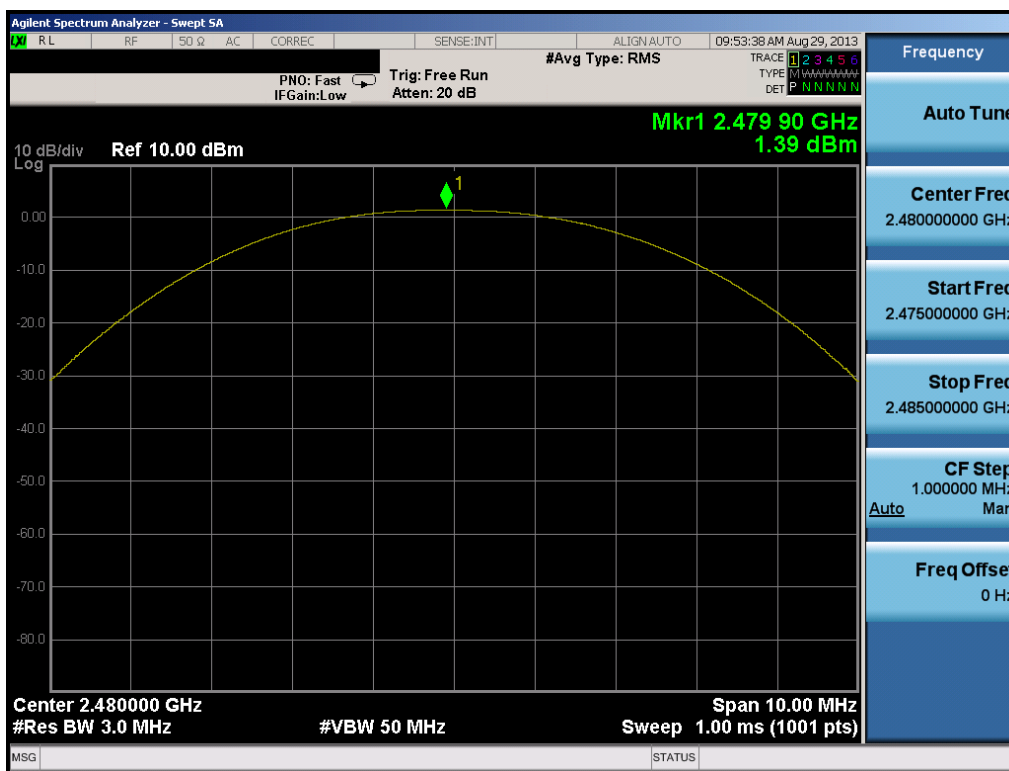 Agilent Spectrum Analyzer - Swept SA
LXI RL RF 50 Ω AC CORREC SENSE:INT ALIGN AUTO 09:53:38 AM Aug 29, 2013
#Avg Type: RMS TRACE 1 2 3 4 5 6
PNO: Fast Trig: Free Run TYPE M WWWWW
IFGain:Low Atten: 20 dB DET P N N N N N
Mkr1 2.479 90 GHz
1.39 dBm
10 dB/div Ref 10.00 dBm
Log
1
0.00
-10.0
-20.0
-30.0
-40.0
-50.0
-60.0
-70.0
-80.0
Center 2.480000 GHz Span 10.00 MHz
#Res BW 3.0 MHz #VBW 50 MHz Sweep 1.00 ms (1001 pts)
MSG STATUS
Frequency
Auto Tune
Center Freq
2.480000000 GHz
Start Freq
2.475000000 GHz
Stop Freq
2.485000000 GHz
CF Step
1.000000 MHz
Auto Man
Freq Offset
0 Hz